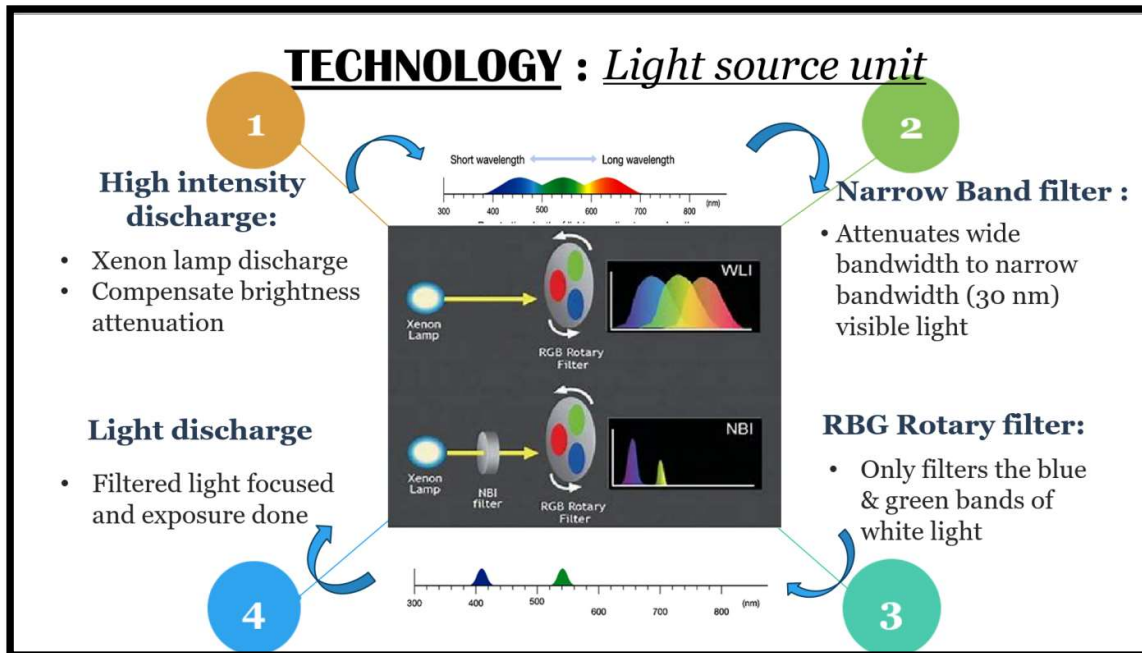 TECHNOLOGY : Light source unit
1
High intensity
discharge:
• Xenon lamp discharge
• Compensate brightness
attenuation
Short wavelength Long wavelength
300 400 500 600 700 800 (nm)
2
Narrow Band filter :
• Attenuates wide
bandwidth to narrow
bandwidth (30 nm)
visible light
Xenon
Lamp
RGB Rotary
Filter
WLI
Xenon
Lamp
NBI
filter
RGB Rotary
Filter
NBI
RBG Rotary filter:
• Only filters the blue
& green bands of
white light
3
Light discharge
• Filtered light focused
and exposure done
4
300 400 500 600 700 800 (nm)